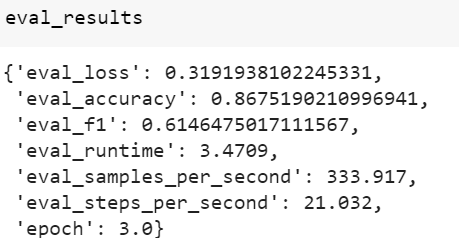 eval_results
{'eval_loss': 0.3191938102245331,
'eval_accuracy': 0.8675190210996941,
'eval_f1': 0.6146475017111567,
'eval_runtime': 3.4709,
'eval_samples_per_second': 333.917,
'eval_steps_per_second': 21.032,
'epoch': 3.0}